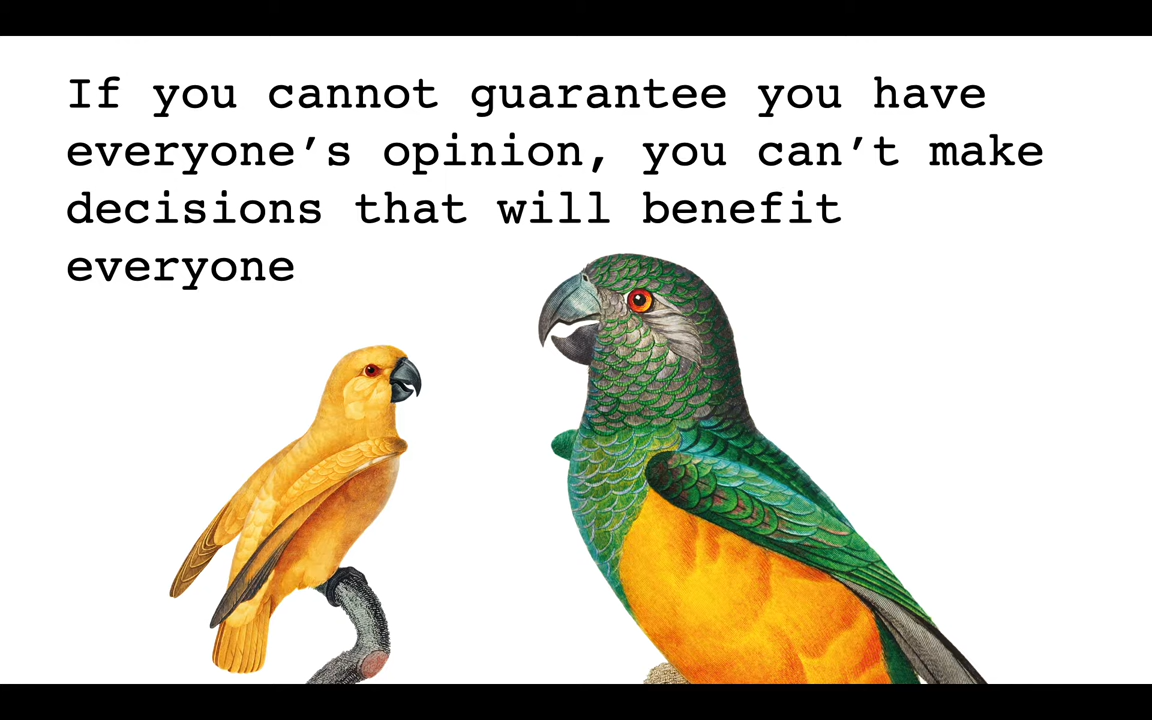 If you cannot guarantee you have
everyone’s opinion, you can’t make
decisions that will benefit
everyone